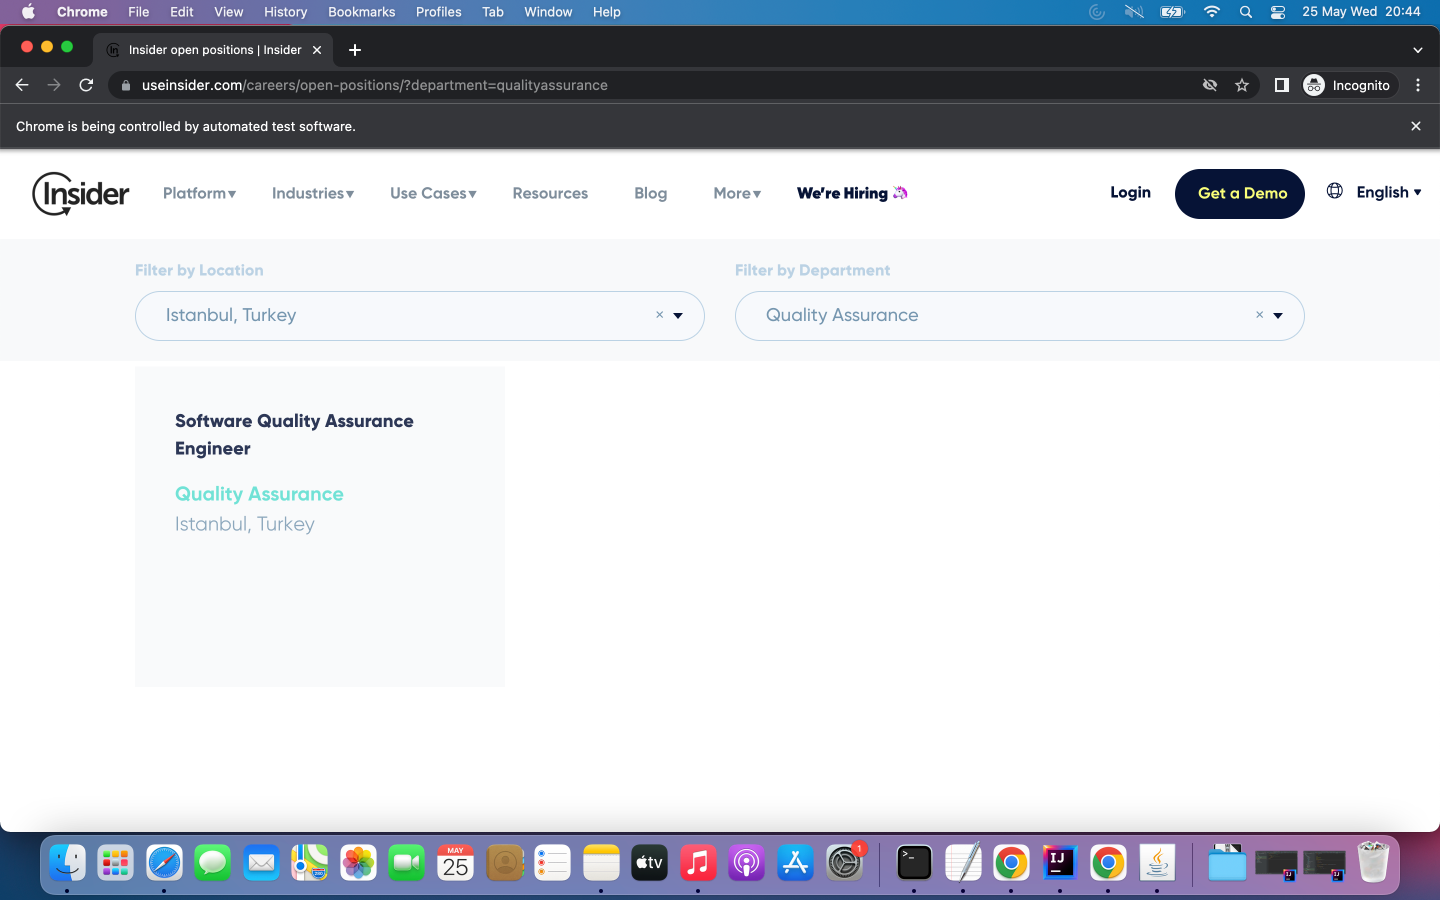 Chrome File Edit View History Bookmarks Profiles Tab Window Help 25 May Wed 20:44
Insider open positions | Insider
useinsider.com/careers/open-positions/?department=qualityassurance Incognito
Chrome is being controlled by automated test software.
Insider Platform Industries Use Cases Resources Blog More We're Hiring Login Get a Demo English
Filter by Location Filter by Department
Istanbul, Turkey × Quality Assurance ×
Software Quality Assurance
Engineer
Quality Assurance
Istanbul, Turkey
MAY
25
tv
1
>_
IJ